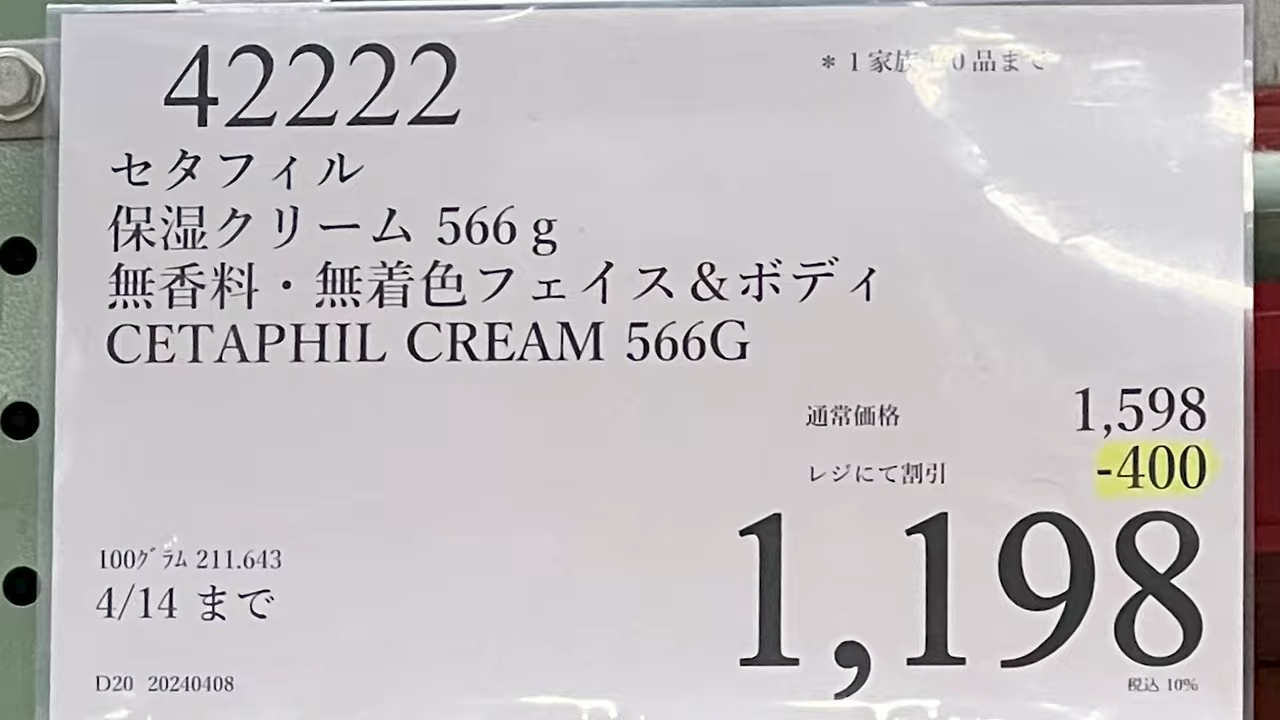 42222
* 1家族 0品まで
セタフィル
保湿クリーム 566 g
無香料・無着色フェイス&ボディ
CETAPHIL CREAM 566G
通常価格 1,598
レジにて割引 -400
1,198
100グラム 211.643
4/14 まで
D20 20240408
税込 10%